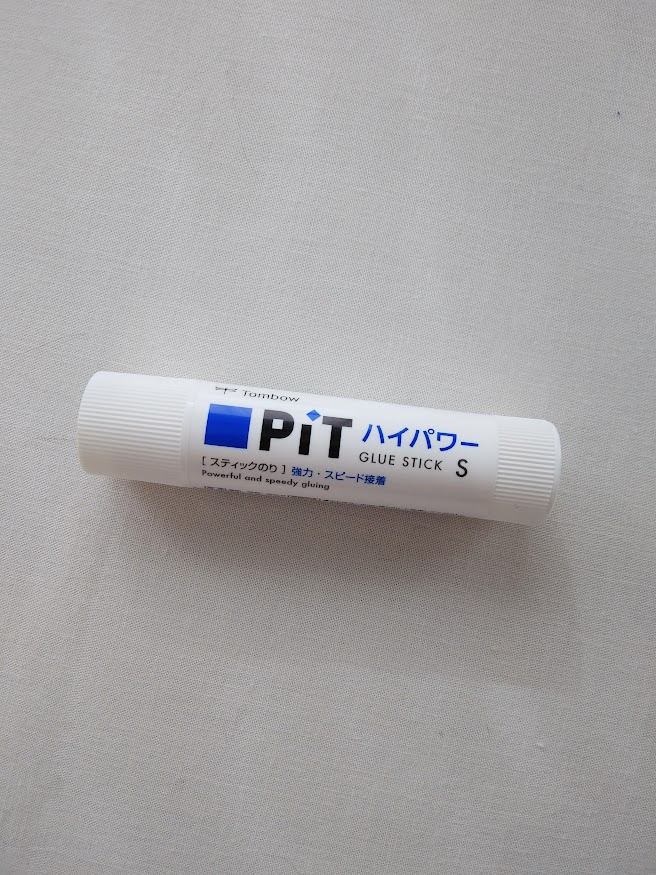 Tombow
PiT ハイパワー
GLUE STICK S
[ スティックのり ] 強力・スピード接着
Powerful and speedy gluing